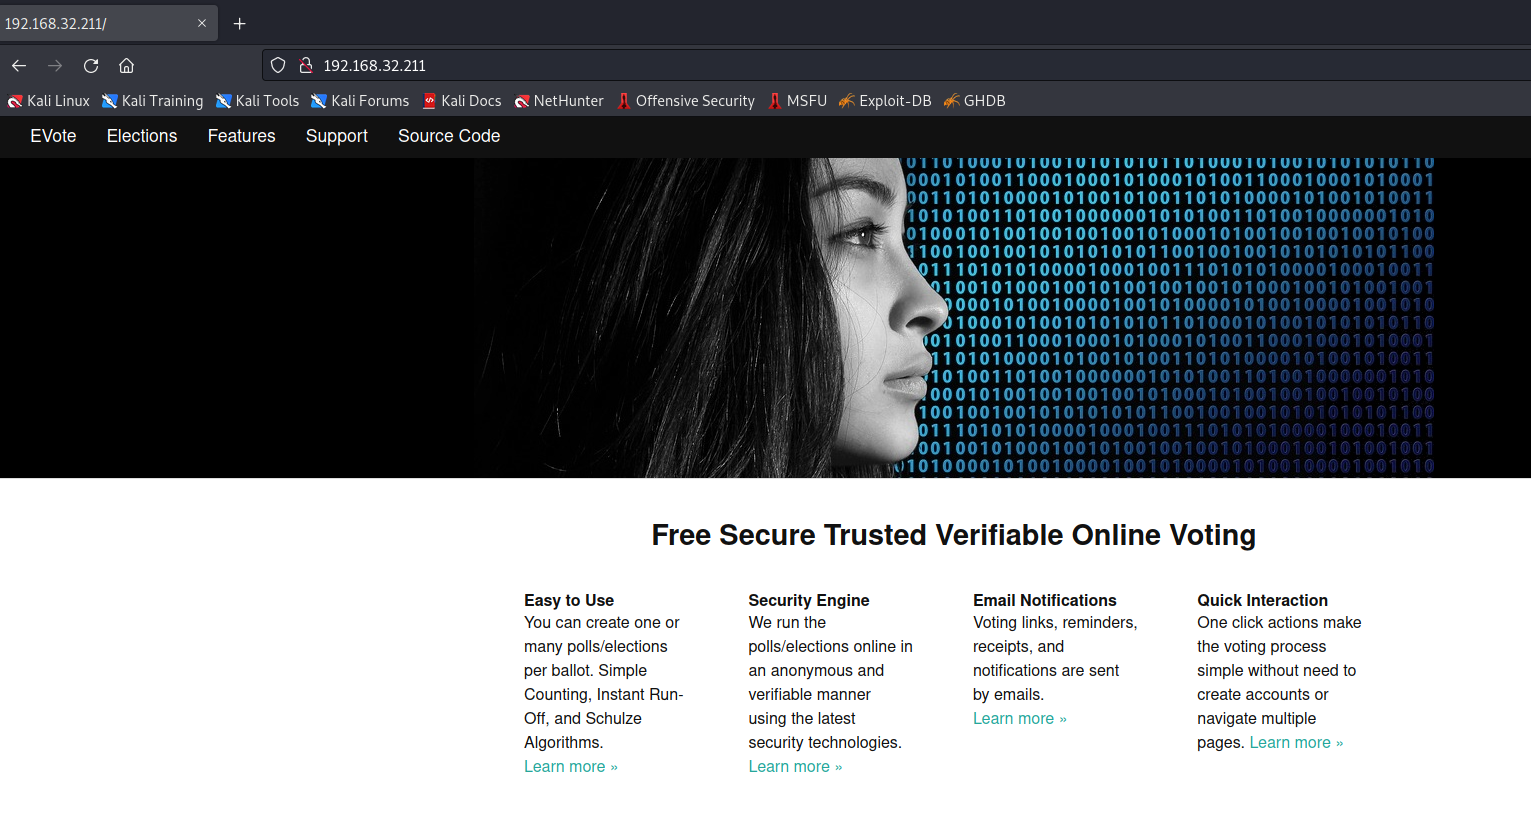 192.168.32.211/
192.168.32.211
Kali Linux Kali Training Kali Tools Kali Forums Kali Docs NetHunter Offensive Security MSFU Exploit-DB GHDB
EVote Elections Features Support Source Code
Free Secure Trusted Verifiable Online Voting
Easy to Use
You can create one or
many polls/elections
per ballot. Simple
Counting, Instant Run-
Off, and Schulze
Algorithms.
Learn more »
Security Engine
We run the
polls/elections online in
an anonymous and
verifiable manner
using the latest
security technologies.
Learn more »
Email Notifications
Voting links, reminders,
receipts, and
notifications are sent
by emails.
Learn more »
Quick Interaction
One click actions make
the voting process
simple without need to
create accounts or
navigate multiple
pages. Learn more »